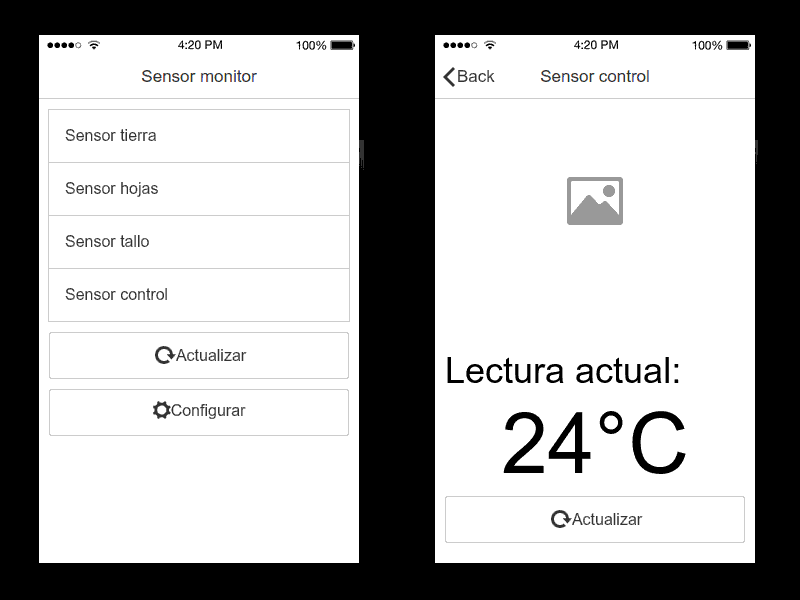 4:20 PM
100%
Sensor monitor
Sensor tierra
Sensor hojas
Sensor tallo
Sensor control
Actualizar
Configurar
4:20 PM
100%
Back
Sensor control
Lectura actual:
24°C
Actualizar